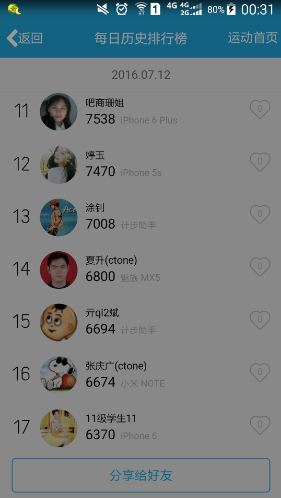 4G 4G 2G 80% 00:31
返回 每日历史排行榜 运动首页
2016.07.12
11 吧商珊姐
7538 iPhone 6 Plus 0
12 婷玉
7470 iPhone 5s 0
13 涂钊
7008 计步助手 0
14 夏升(ctone)
6800 魅族 MX5 0
15 亓qi2斌
6694 计步助手 0
16 张庆广(ctone)
6674 小米 NOTE 0
17 11级学生11
6370 iPhone 6 0
分享给好友